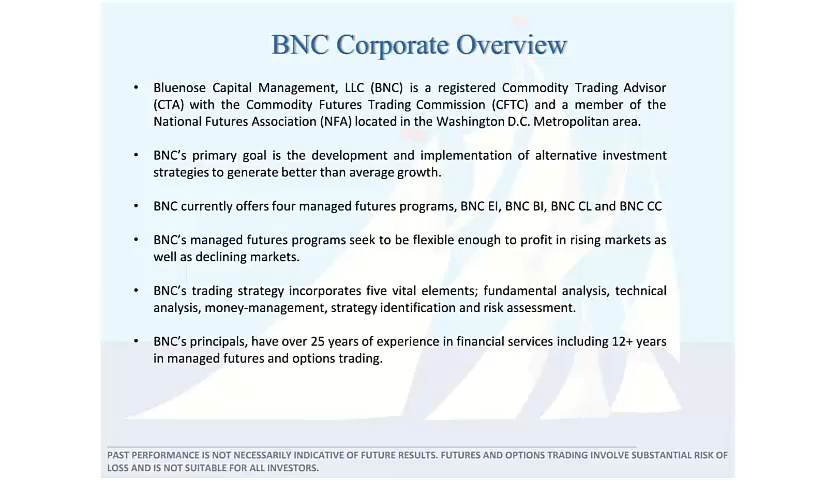 BNC Corporate Overview
• Bluenose Capital Management, LLC (BNC) is a registered Commodity Trading Advisor
(CTA) with the Commodity Futures Trading Commission (CFTC) and a member of the
National Futures Association (NFA) located in the Washington D.C. Metropolitan area.
• BNC's primary goal is the development and implementation of alternative investment
strategies to generate better than average growth.
• BNC currently offers four managed futures programs, BNC EI, BNC BI, BNC CL and BNC CC
• BNC's managed futures programs seek to be flexible enough to profit in rising markets as
well as declining markets.
• BNC's trading strategy incorporates five vital elements; fundamental analysis, technical
analysis, money-management, strategy identification and risk assessment.
• BNC's principals, have over 25 years of experience in financial services including 12+ years
in managed futures and options trading.
PAST PERFORMANCE IS NOT NECESSARILY INDICATIVE OF FUTURE RESULTS. FUTURES AND OPTIONS TRADING INVOLVE SUBSTANTIAL RISK OF
LOSS AND IS NOT SUITABLE FOR ALL INVESTORS.